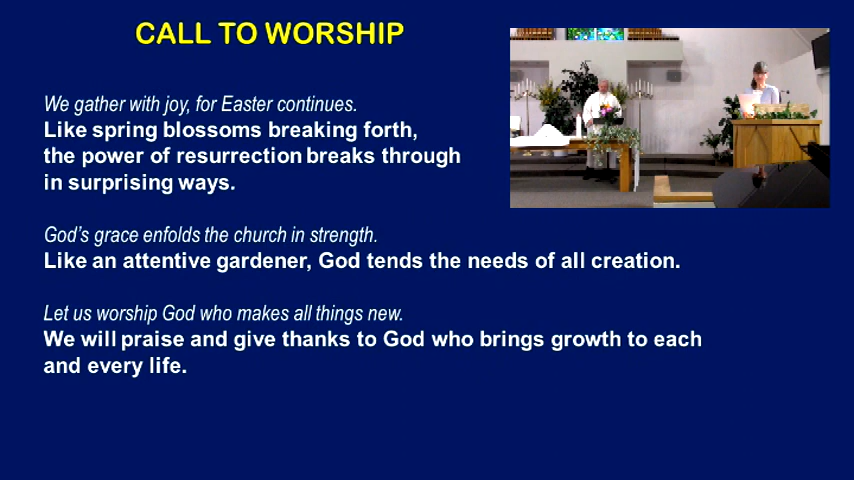 CALL TO WORSHIP
We gather with joy, for Easter continues.
Like spring blossoms breaking forth,
the power of resurrection breaks through
in surprising ways.
God's grace enfolds the church in strength.
Like an attentive gardener, God tends the needs of all creation.
Let us worship God who makes all things new.
We will praise and give thanks to God who brings growth to each
and every life.